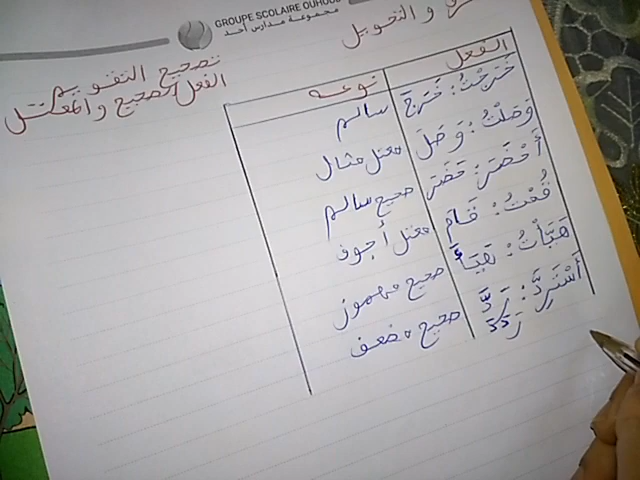 GROUPE SCOLAIRE OUHOUD
مجموعة مدارس أحد
و التحويل
تصحيح التقويم
الفعل الصحيح والمعتل
الفعل نوعه
خَرَجْتُ: خَرَجَ سالم
وَصَلْتُ: وَصَلَ معتل مثال
أَحْضَرَ: حَضَرَ صحيح سالم
قُمْتُ: قَامَ معتل أجوف
هَيَّأْتُ: هَيَّأَ صحيح مهموز
أَسْتَرِدُّ: رَدَّ صحيح مضعف
رَدَدَ